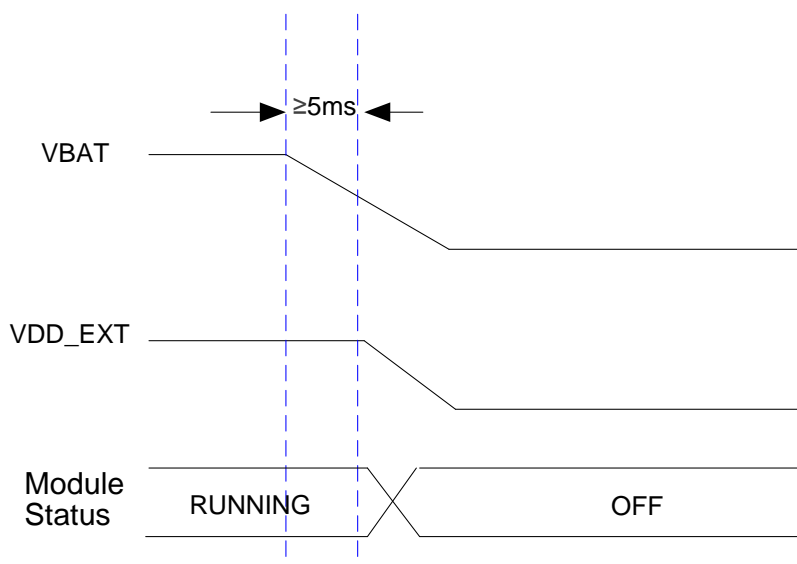 ≥5ms
VBAT
VDD_EXT
Module
Status
RUNNING
OFF